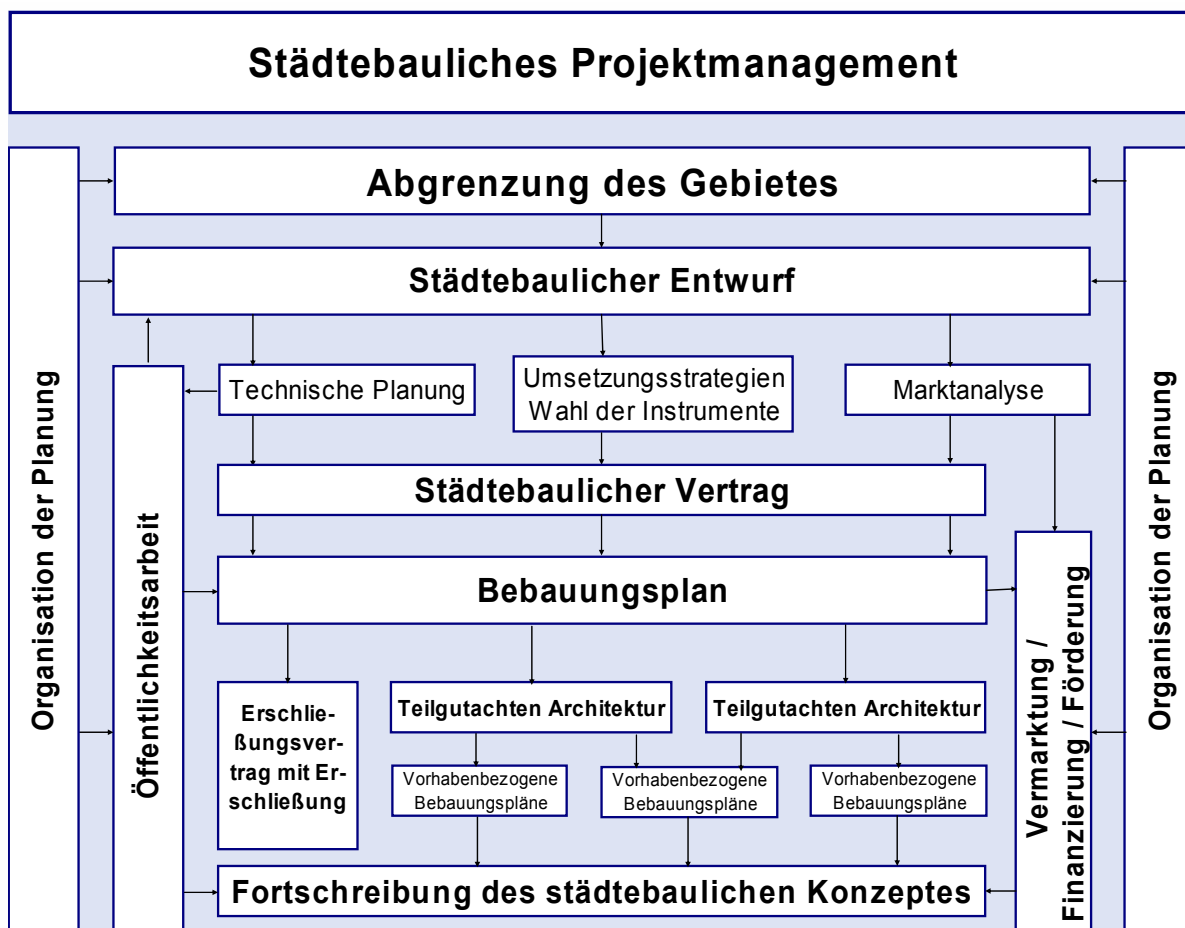 Städtebauliches Projektmanagement
Organisation der Planung
Abgrenzung des Gebietes
Städtebaulicher Entwurf
Öffentlichkeitsarbeit
Technische Planung
Umsetzungsstrategien
Wahl der Instrumente
Marktanalyse
Städtebaulicher Vertrag
Bebauungsplan
Erschlie-
ßungsver-
trag mit Er-
schließung
Teilgutachten Architektur
Teilgutachten Architektur
Vorhabenbezogene
Bebauungspläne
Vorhabenbezogene
Bebauungspläne
Vorhabenbezogene
Bebauungspläne
Fortschreibung des städtebaulichen Konzeptes
Vermarktung /
Finanzierung / Förderung
Organisation der Planung